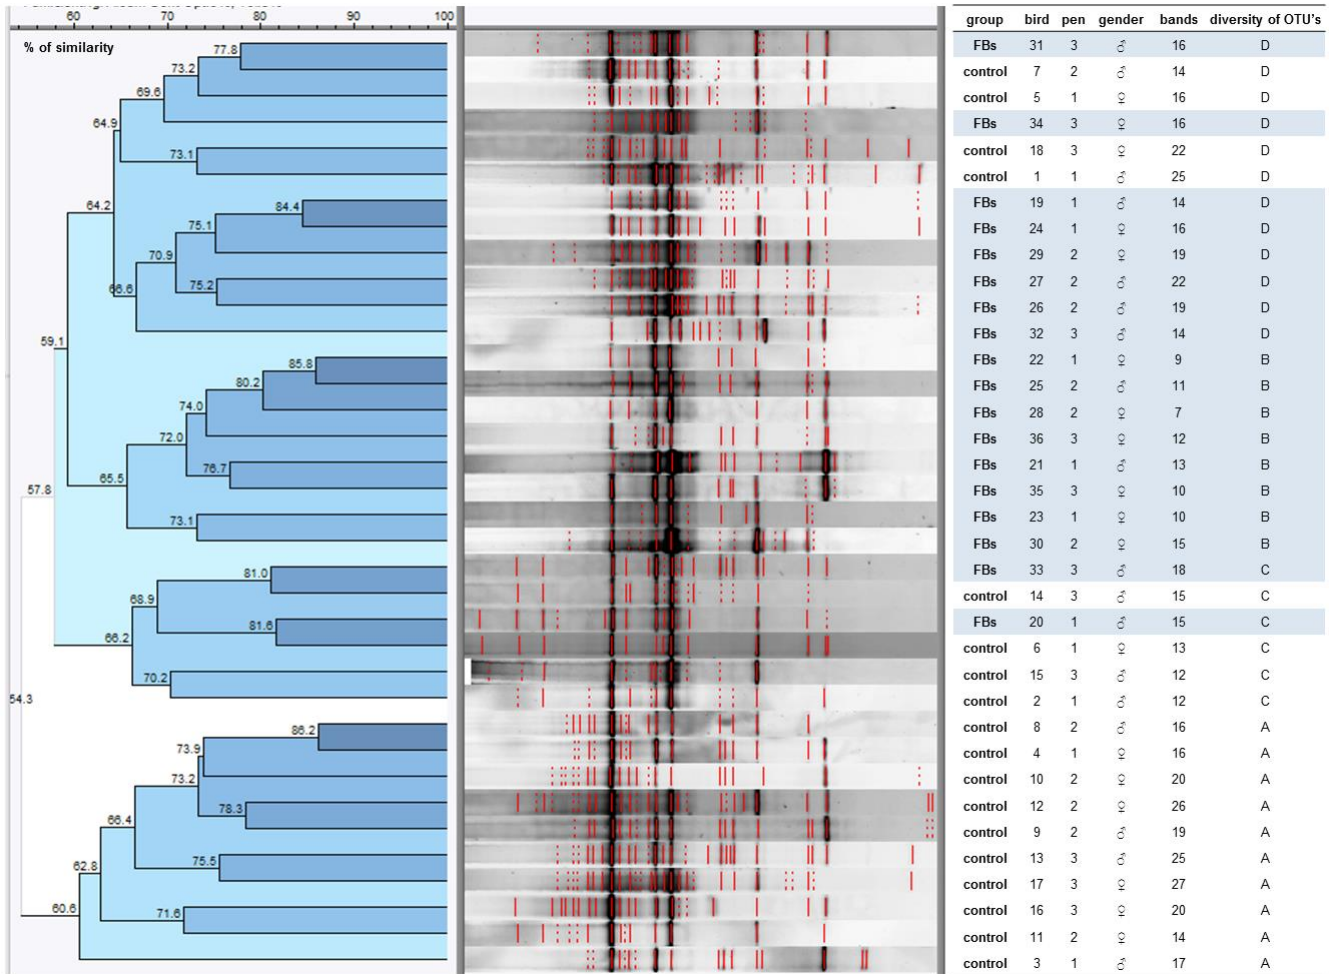 60 70 80 90 100
% of similarity
77.8
73.2
69.6
64.9
73.1
84.4
64.2
75.1
70.9
75.2
66.6
59.1
85.8
80.2
74.0
72.0
76.7
65.5
57.8
73.1
81.0
68.9
81.6
66.2
70.2
54.3
86.2
73.9
73.2
78.3
66.4
75.5
62.8
71.6
60.6
group bird pen gender bands diversity of OTU's
FBs 31 3 ♂ 16 D
control 7 2 ♂ 14 D
control 5 1 ♀ 16 D
FBs 34 3 ♀ 16 D
control 18 3 ♀ 22 D
control 1 1 ♂ 25 D
FBs 19 1 ♂ 14 D
FBs 24 1 ♀ 16 D
FBs 29 2 ♀ 19 D
FBs 27 2 ♂ 22 D
FBs 26 2 ♂ 19 D
FBs 32 3 ♂ 14 D
FBs 22 1 ♀ 9 B
FBs 25 2 ♂ 11 B
FBs 28 2 ♀ 7 B
FBs 36 3 ♀ 12 B
FBs 21 1 ♂ 13 B
FBs 35 3 ♀ 10 B
FBs 23 1 ♀ 10 B
FBs 30 2 ♀ 15 B
FBs 33 3 ♂ 18 C
control 14 3 ♂ 15 C
FBs 20 1 ♂ 15 C
control 6 1 ♀ 13 C
control 15 3 ♂ 12 C
control 2 1 ♂ 12 C
control 8 2 ♂ 16 A
control 4 1 ♀ 16 A
control 10 2 ♀ 20 A
control 12 2 ♀ 26 A
control 9 2 ♂ 19 A
control 13 3 ♂ 25 A
control 17 3 ♀ 27 A
control 16 3 ♀ 20 A
control 11 2 ♀ 14 A
control 3 1 ♂ 17 A